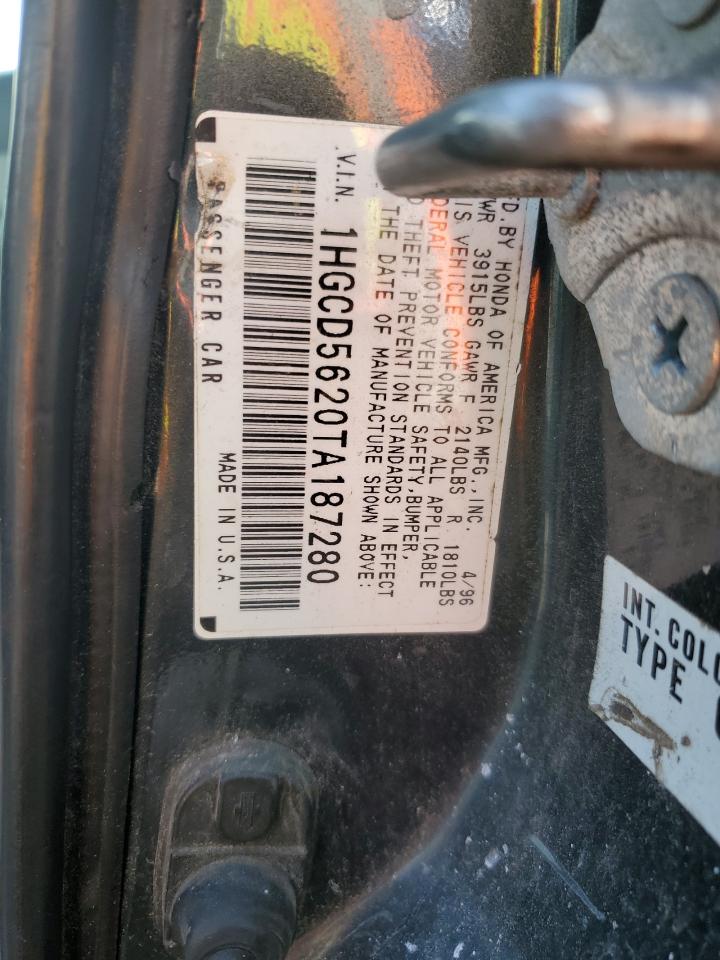 FD. BY HONDA OF AMERICA MFG.,INC. 4/96
WR 3915LBS GAWR F 2140LBS R 1810LBS
IS VEHICLE CONFORMS TO ALL APPLICABLE
DERAL MOTOR VEHICLE SAFETY,BUMPER,
THEFT PREVENTION STANDARDS IN EFFECT
THE DATE OF MANUFACTURE SHOWN ABOVE:
V.I.N. 1HGCD5620TA187280
PASSENGER CAR MADE IN U.S.A.
INT. COLO
TYPE